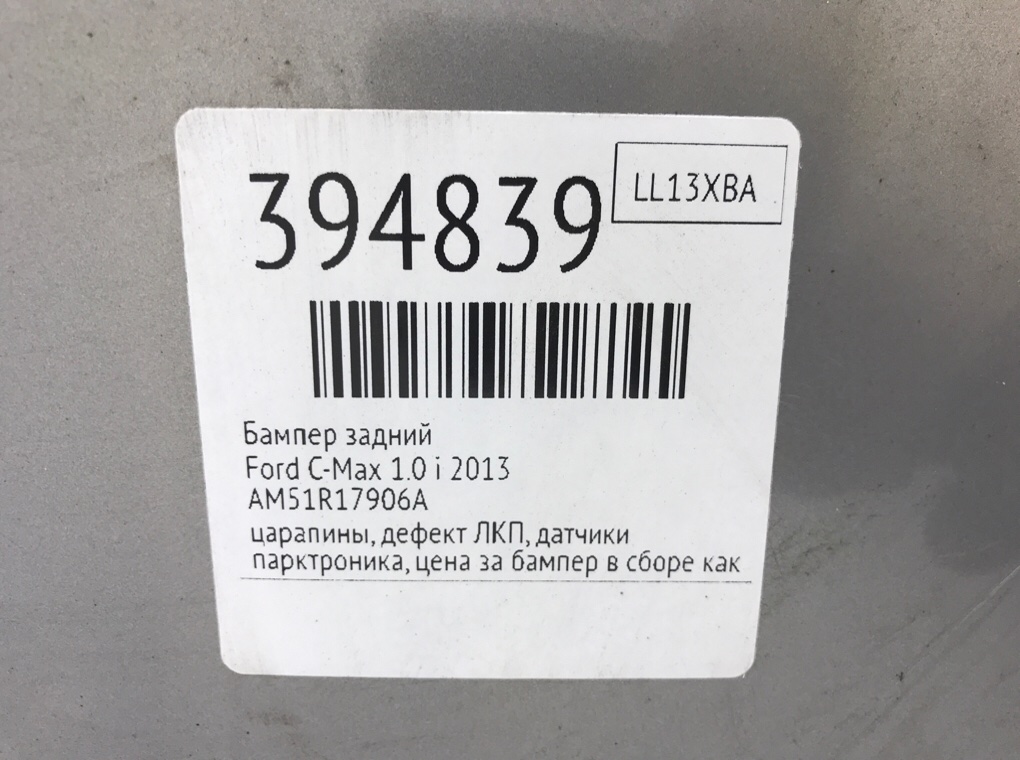 394839
LL13XBA
Бампер задний
Ford C-Max 1.0 i 2013
AM51R17906A
царапины, дефект ЛКП, датчики
парктроника, цена за бампер в сборе как